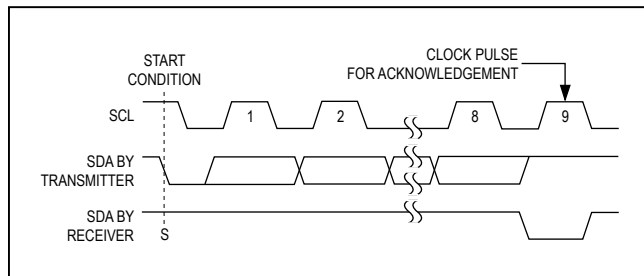 START
CONDITION
CLOCK PULSE
FOR ACKNOWLEDGEMENT
SCL
1
2
8
9
SDA BY
TRANSMITTER
SDA BY
RECEIVER
S